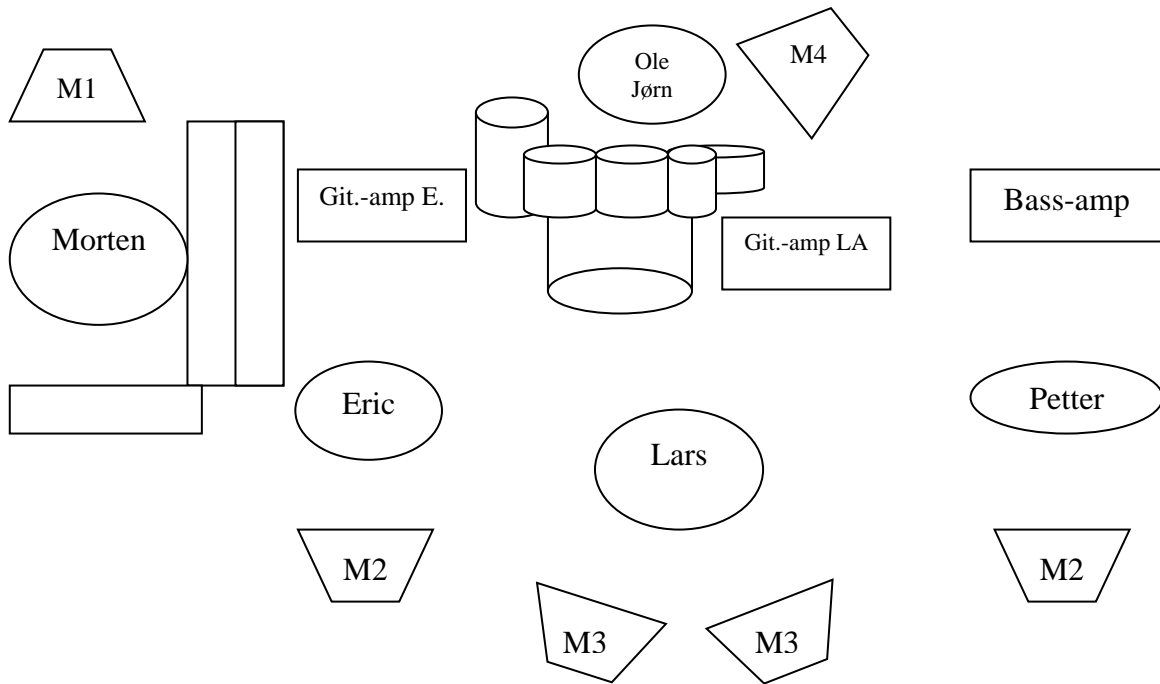 Ole
Jørn
M4
M1
Git.-amp E.
Bass-amp
Morten
Git.-amp LA
Eric
Petter
Lars
M2
M2
M3
M3